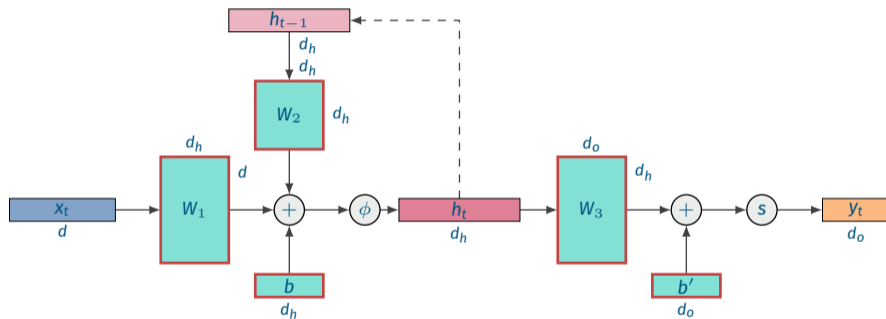 h_{t−1}
d_h
d_h
W_2
d_h
d_h
d
d_o
d_h
x_t
d
W_1
+
ϕ
h_t
d_h
W_3
+
s
y_t
d_o
b
d_h
b′
d_o